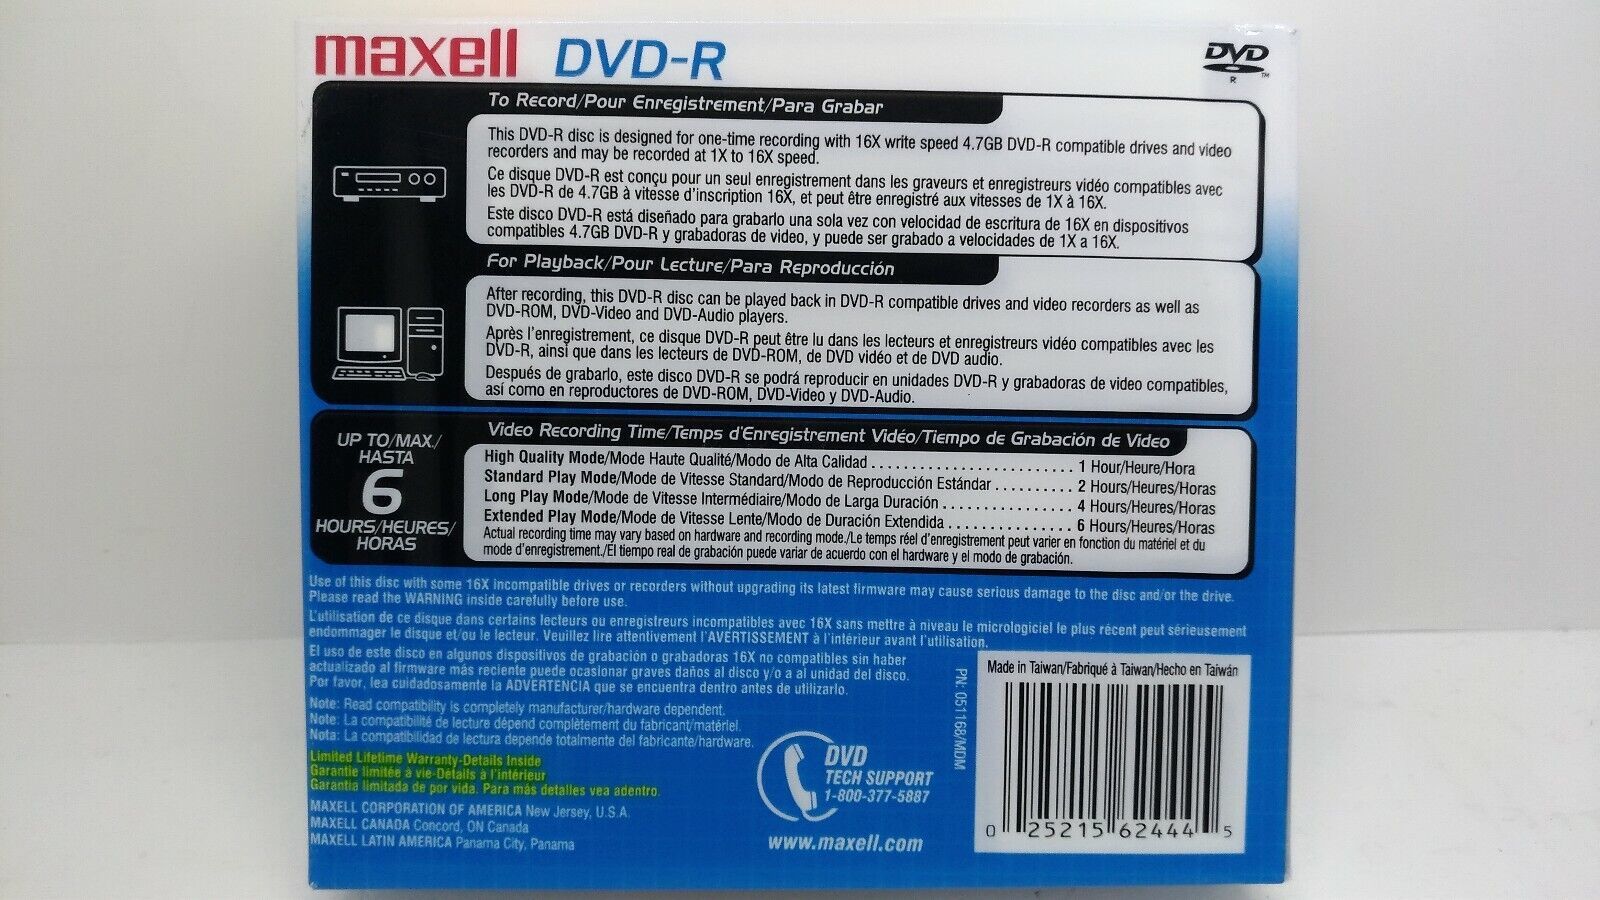 maxell DVD-R
DVD
R
TM
To Record/Pour Enregistrement/Para Grabar
This DVD-R disc is designed for one-time recording with 16X write speed 4.7GB DVD-R compatible drives and video
recorders and may be recorded at 1X to 16X speed.
Ce disque DVD-R est conçu pour un seul enregistrement dans les graveurs et enregistreurs vidéo compatibles avec
les DVD-R de 4.7GB à vitesse d'inscription 16X, et peut être enregistré aux vitesses de 1X à 16X.
Este disco DVD-R está diseñado para grabarlo una sola vez con velocidad de escritura de 16X en dispositivos
compatibles 4.7GB DVD-R y grabadoras de video, y puede ser grabado a velocidades de 1X a 16X.
For Playback/Pour Lecture/Para Reproducción
After recording, this DVD-R disc can be played back in DVD-R compatible drives and video recorders as well as
DVD-ROM, DVD-Video and DVD-Audio players.
Après l'enregistrement, ce disque DVD-R peut être lu dans les lecteurs et enregistreurs vidéo compatibles avec les
DVD-R, ainsi que dans les lecteurs de DVD-ROM, de DVD vidéo et de DVD audio.
Después de grabarlo, este disco DVD-R se podrá reproducir en unidades DVD-R y grabadoras de video compatibles,
así como en reproductores de DVD-ROM, DVD-Video y DVD-Audio.
UP TO/MAX./
HASTA
6
HOURS/HEURES/
HORAS
Video Recording Time/Temps d'Enregistrement Vidéo/Tiempo de Grabación de Video
High Quality Mode/Mode Haute Qualité/Modo de Alta Calidad ........................ 1 Hour/Heure/Hora
Standard Play Mode/Mode de Vitesse Standard/Modo de Reproducción Estándar .......... 2 Hours/Heures/Horas
Long Play Mode/Mode de Vitesse Intermédiaire/Modo de Larga Duración ................ 4 Hours/Heures/Horas
Extended Play Mode/Mode de Vitesse Lente/Modo de Duración Extendida ............... 6 Hours/Heures/Horas
Actual recording time may vary based on hardware and recording mode./Le temps réel d'enregistrement peut varier en fonction du matériel et du
mode d'enregistrement./El tiempo real de grabación puede variar de acuerdo con el hardware y el modo de grabación.
Use of this disc with some 16X incompatible drives or recorders without upgrading its latest firmware may cause serious damage to the disc and/or the drive.
Please read the WARNING inside carefully before use.
L'utilisation de ce disque dans certains lecteurs ou enregistreurs incompatibles avec 16X sans mettre à niveau le micrologiciel le plus récent peut sérieusement
endommager le disque et/ou le lecteur. Veuillez lire attentivement l'AVERTISSEMENT à l'intérieur avant l'utilisation.
El uso de este disco en algunos dispositivos de grabación o grabadoras 16X no compatibles sin haber
actualizado al firmware más reciente puede ocasionar graves daños al disco y/o a al unidad del disco.
Por favor, lea cuidadosamente la ADVERTENCIA que se encuentra dentro antes de utilizarlo.
Note: Read compatibility is completely manufacturer/hardware dependent.
Note: La compatibilité de lecture dépend complètement du fabricant/matériel.
Nota: La compatibilidad de lectura depende totalmente del fabricante/hardware.
Limited Lifetime Warranty-Details Inside
Garantie limitée à vie-Détails à l'intérieur
Garantía limitada de por vida. Para más detalles vea adentro.
MAXELL CORPORATION OF AMERICA New Jersey, U.S.A.
MAXELL CANADA Concord, ON Canada
MAXELL LATIN AMERICA Panama City, Panama
DVD
TECH SUPPORT
1-800-377-5887
www.maxell.com
PN: 051168/MDM
Made in Taiwan/Fabriqué à Taiwan/Hecho en Taiwán
0 25215 62444 5